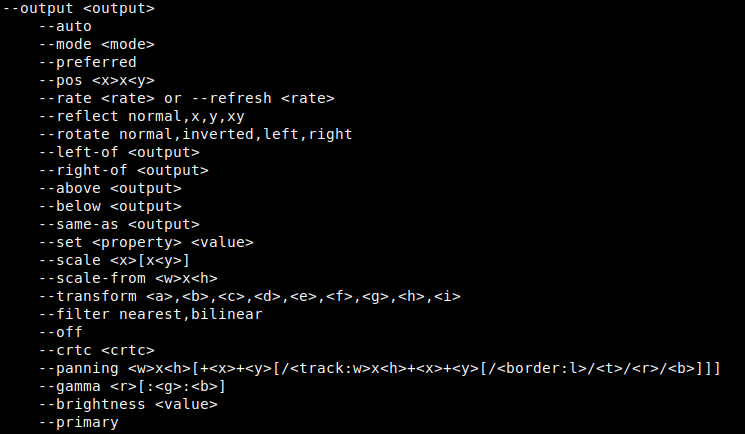 --output <output>
--auto
--mode <mode>
--preferred
--pos <x>x<y>
--rate <rate> or --refresh <rate>
--reflect normal,x,y,xy
--rotate normal,inverted,left,right
--left-of <output>
--right-of <output>
--above <output>
--below <output>
--same-as <output>
--set <property> <value>
--scale <x>[x<y>]
--scale-from <w>x<h>
--transform <a>,<b>,<c>,<d>,<e>,<f>,<g>,<h>,<i>
--filter nearest,bilinear
--off
--crtc <crtc>
--panning <w>x<h>[+<x>+<y>[/<track:w>x<h>+<x>+<y>[/<border:l>/<t>/<r>/<b>]]]
--gamma <r>[:<g>:<b>]
--brightness <value>
--primary